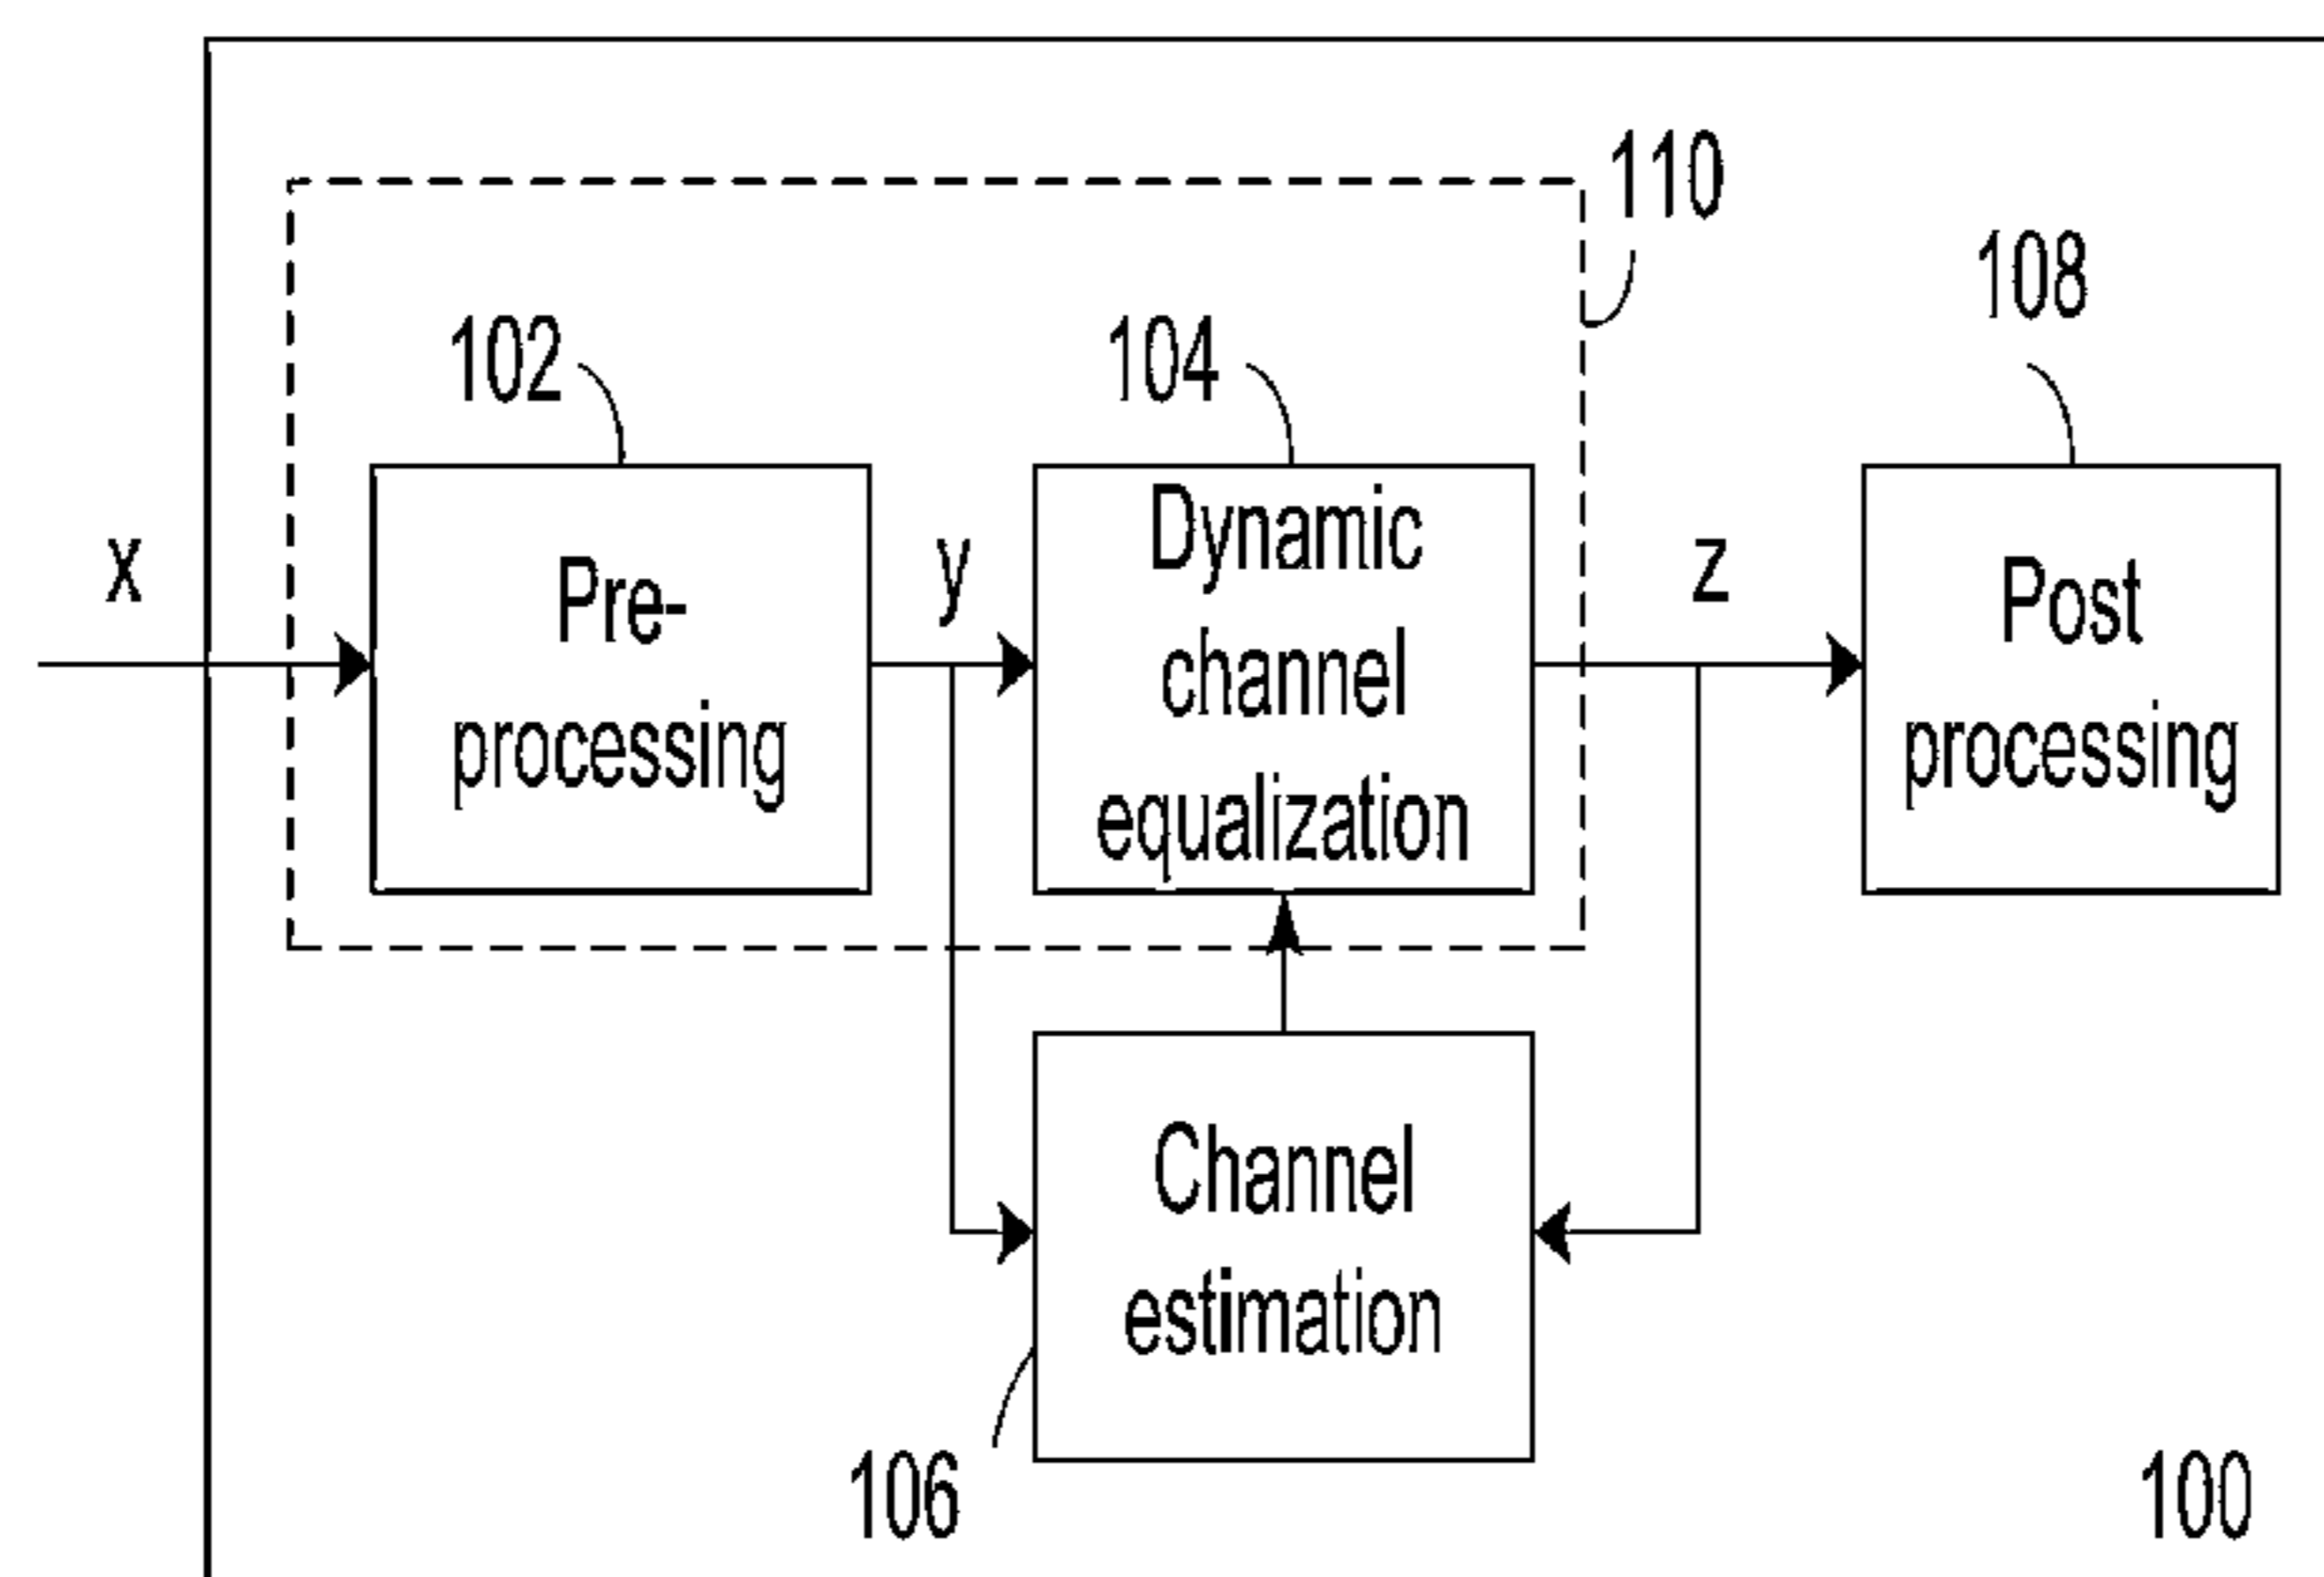 110
108
102
104
x
Pre-
processing
y
Dynamic
channel
equalization
z
Post
processing
Channel
estimation
106
100